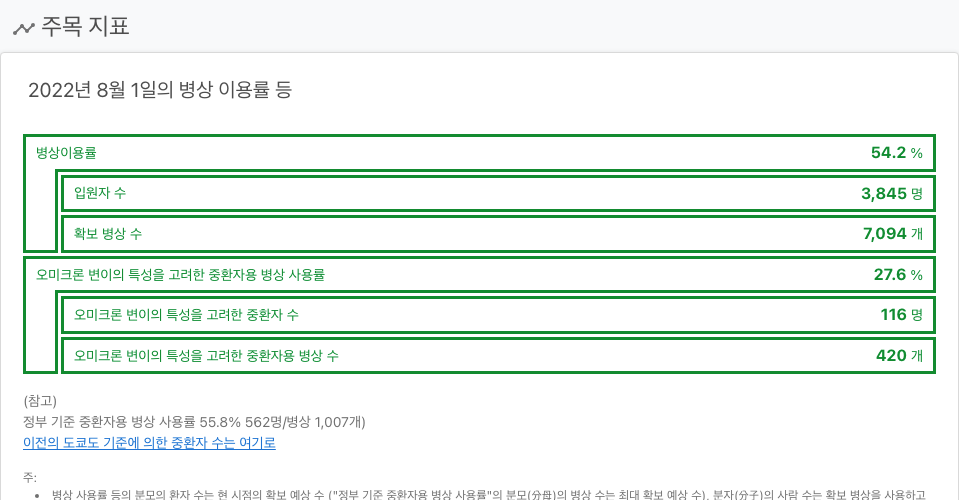 주목 지표
2022년 8월 1일의 병상 이용률 등
병상이용률 54.2 %
입원자 수 3,845 명
확보 병상 수 7,094 개
오미크론 변이의 특성을 고려한 중환자용 병상 사용률 27.6 %
오미크론 변이의 특성을 고려한 중환자 수 116 명
오미크론 변이의 특성을 고려한 중환자용 병상 수 420 개
(참고)
정부 기준 중환자용 병상 사용률 55.8% 562명/병상 1,007개)
이전의 도쿄도 기준에 의한 중환자 수는 여기로
주:
• 병상 사용률 등의 분모의 환자 수는 현 시점의 확보 예상 수 ("정부 기준 중환자용 병상 사용률"의 분모(分母)의 병상 수는 최대 확보 예상 수), 분자(分子)의 사람 수는 확보 병상을 사용하고